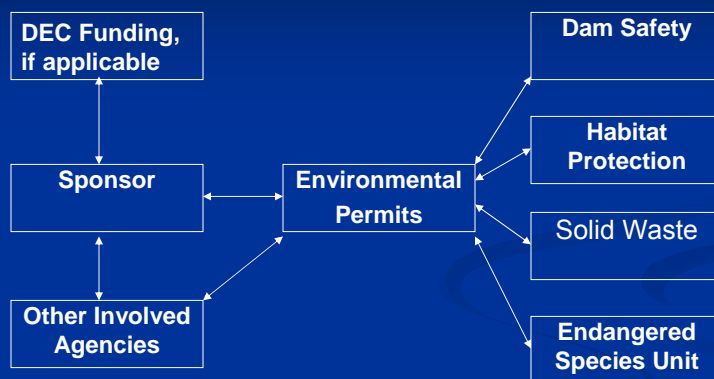 DEC Funding,
if applicable
Sponsor
Other Involved
Agencies
Environmental
Permits
Dam Safety
Habitat
Protection
Solid Waste
Endangered
Species Unit